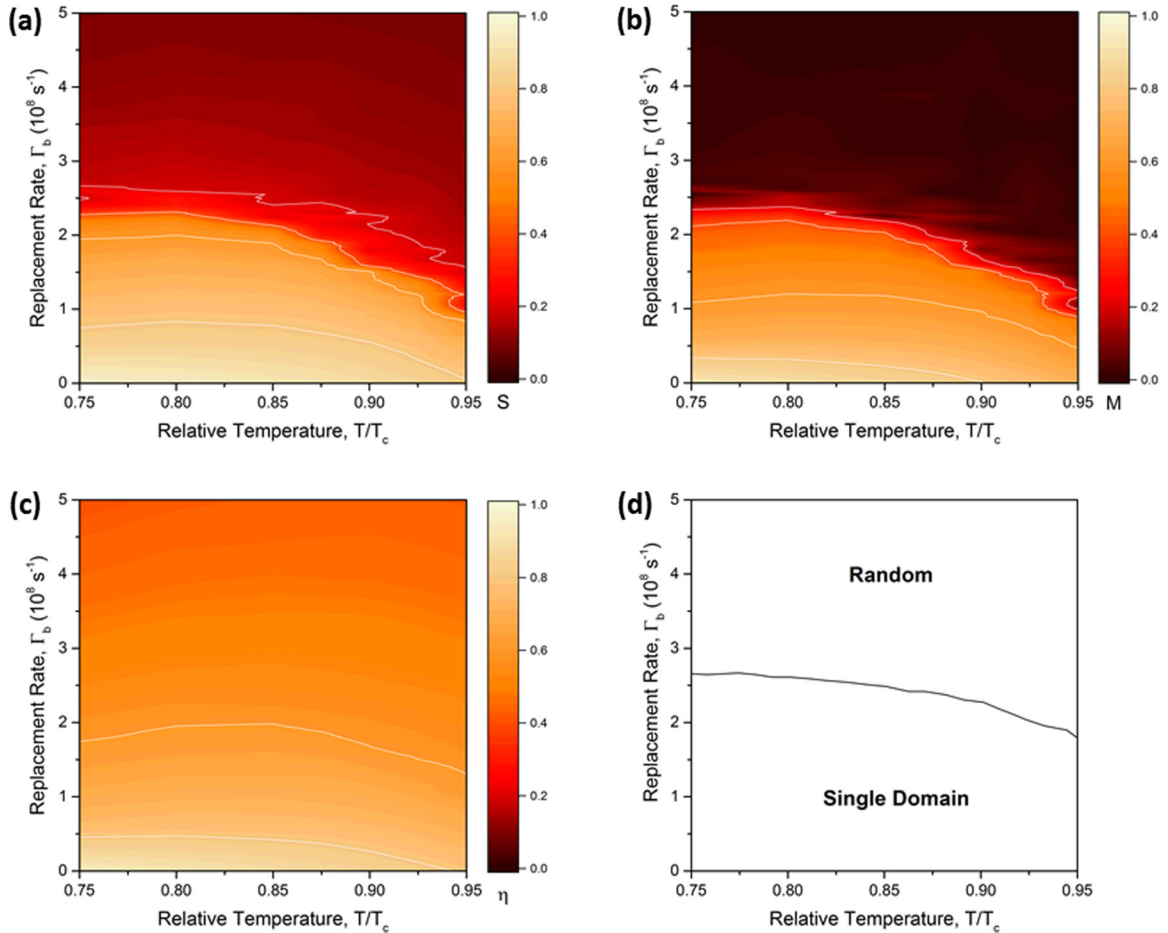 (a)
Replacement Rate, Γb (10⁸ s⁻¹)
5
4
3
2
1
0
0.75 0.80 0.85 0.90 0.95
Relative Temperature, T/Tc
1.0
0.8
0.6
0.4
0.2
0.0
S
(b)
Replacement Rate, Γb (10⁸ s⁻¹)
5
4
3
2
1
0
0.75 0.80 0.85 0.90 0.95
Relative Temperature, T/Tc
1.0
0.8
0.6
0.4
0.2
0.0
M
(c)
Replacement Rate, Γb (10⁸ s⁻¹)
5
4
3
2
1
0
0.75 0.80 0.85 0.90 0.95
Relative Temperature, T/Tc
1.0
0.8
0.6
0.4
0.2
0.0
η
(d)
Replacement Rate, Γb (10⁸ s⁻¹)
5
4
3
2
1
0
Random
Single Domain
0.75 0.80 0.85 0.90 0.95
Relative Temperature, T/Tc